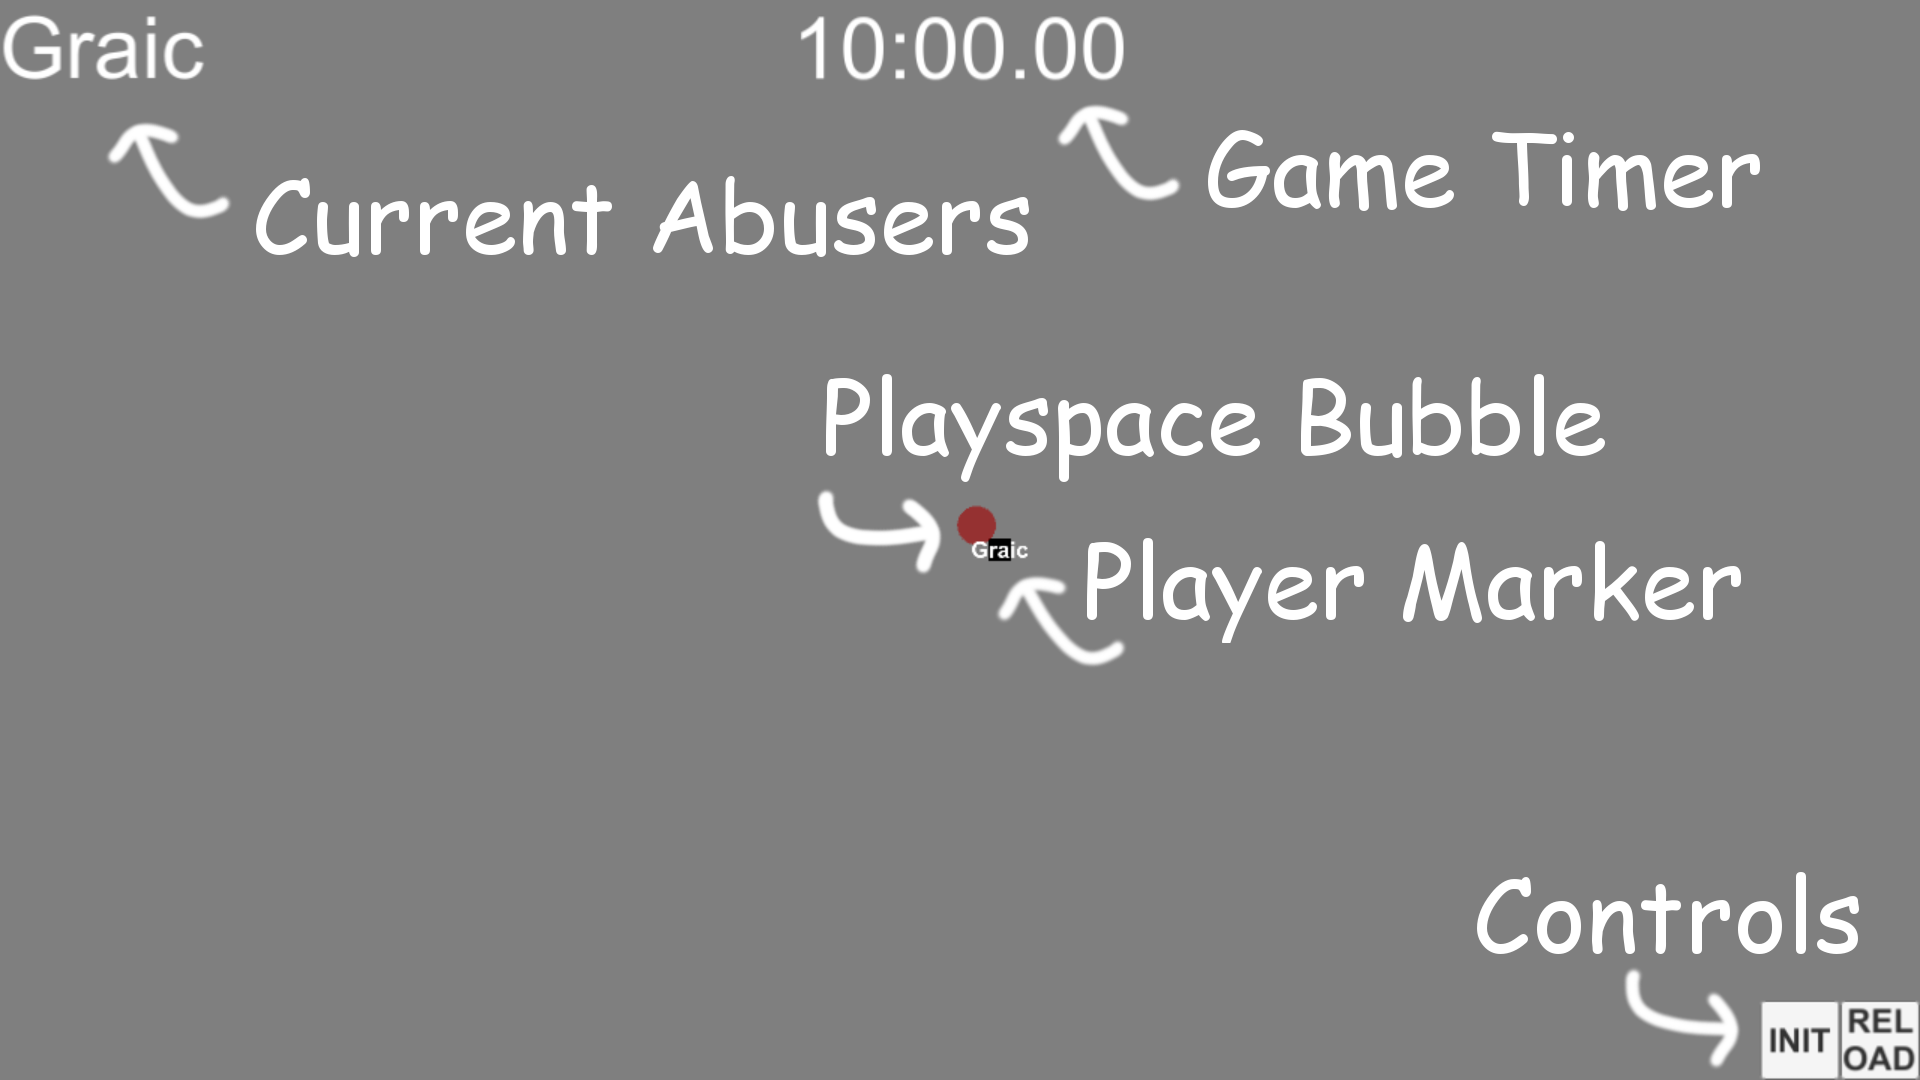 Graic
10:00.00
Game Timer
Current Abusers
Playspace Bubble
Graic
Player Marker
Controls
INIT
REL
OAD